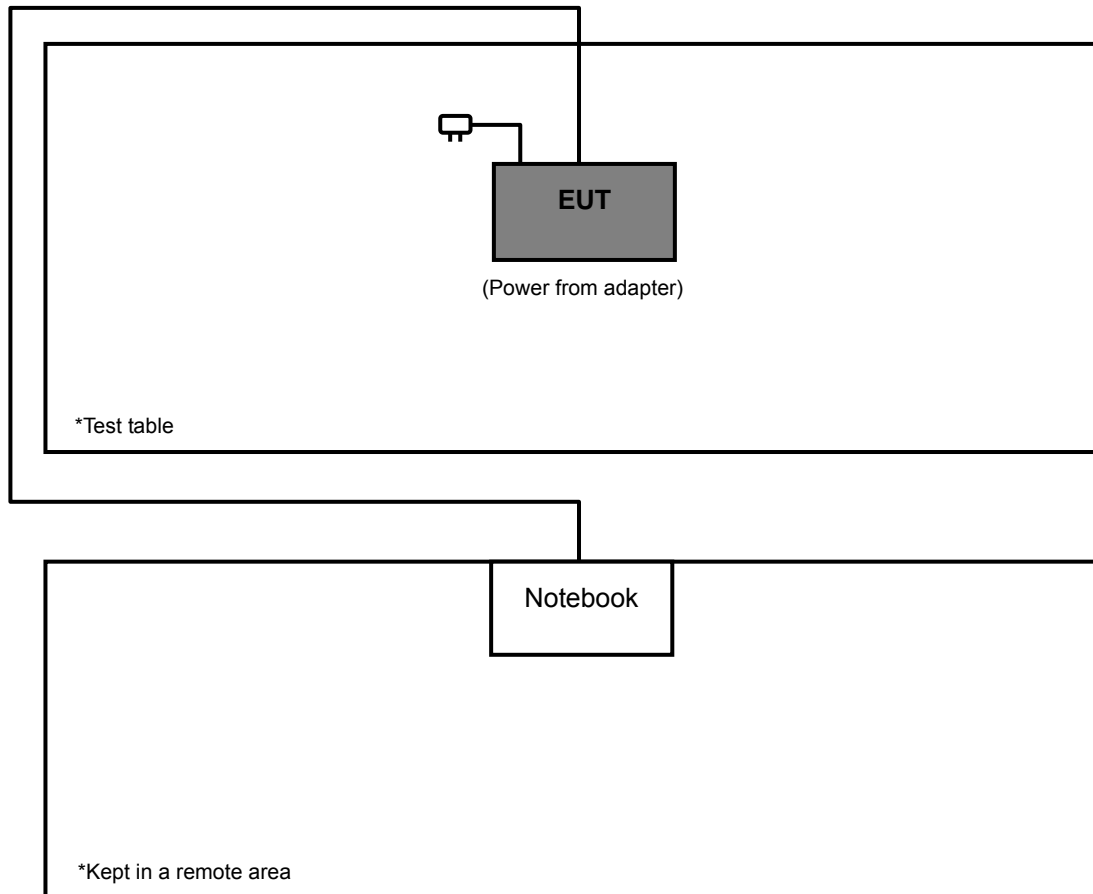 EUT
(Power from adapter)
*Test table
Notebook
*Kept in a remote area